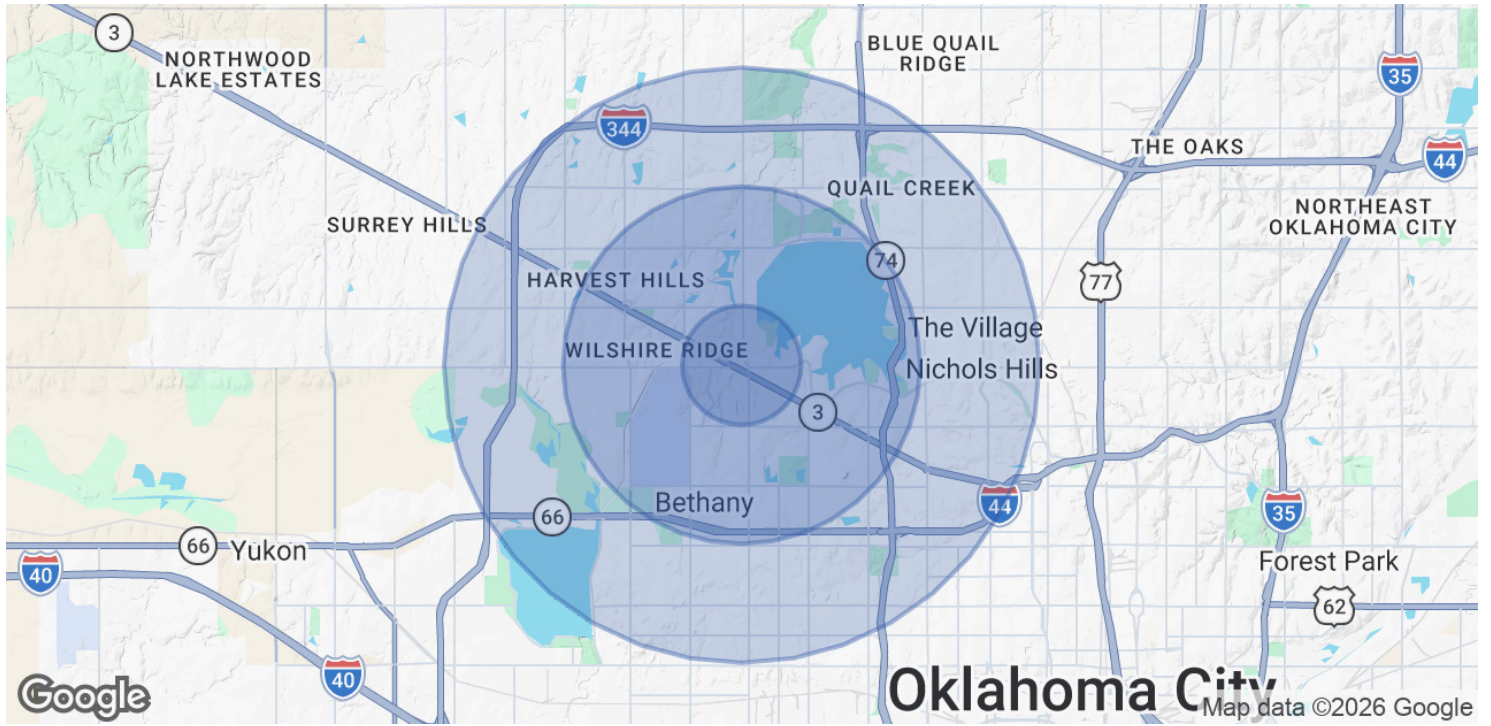 3
NORTHWOOD
LAKE ESTATES
BLUE QUAIL
RIDGE
35
344
THE OAKS
44
QUAIL CREEK
SURREY HILLS
NORTHEAST
OKLAHOMA CITY
74
HARVEST HILLS
77
The Village
WILSHIRE RIDGE
Nichols Hills
3
Bethany
44
66
35
66
Yukon
40
Forest Park
62
40
Oklahoma City
Google
Map data ©2026 Google